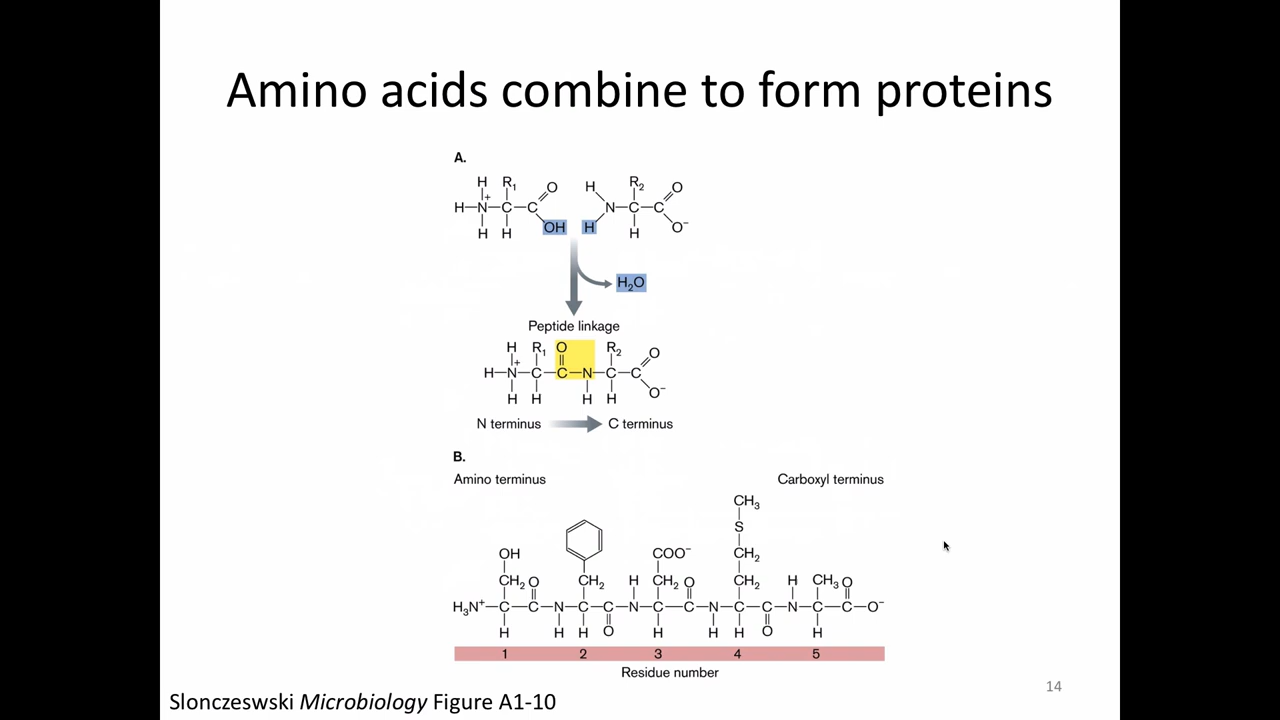 Amino acids combine to form proteins
A.
H R₁ O H R₂ O
H–N⁺–C–C N–C–C
H H OH H H O⁻
H₂O
Peptide linkage
H R₁ O R₂ O
H–N⁺–C–C–N–C–C
H H H H O⁻
N terminus C terminus
B.
Amino terminus Carboxyl terminus
CH₃
S
OH COO⁻ CH₂
CH₂ O CH₂ H CH₂ O CH₂ H CH₃ O
H₃N⁺–C–C–N–C–C–N–C–C–N–C–C–N–C–C–O⁻
H H H O H H H O H
1 2 3 4 5
Residue number
14
Slonczeswski Microbiology Figure A1-10